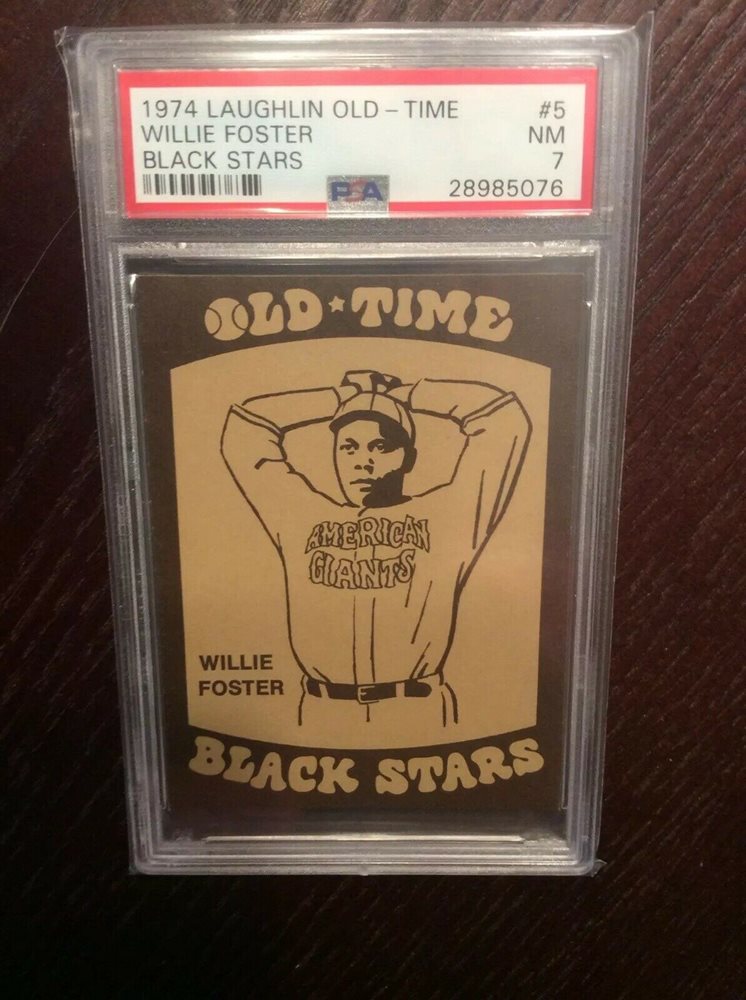 1974 LAUGHLIN OLD-TIME #5
WILLIE FOSTER NM
BLACK STARS 7
PSA 28985076
OLD★TIME
AMERICAN
GIANTS
WILLIE
FOSTER
BLACK STARS